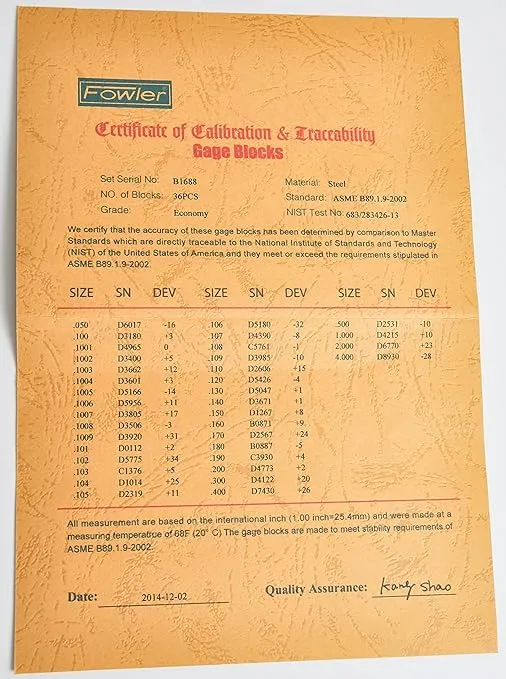 Fowler®
Certificate of Calibration & Traceability
Gage Blocks
Set Serial No: B1688 Material: Steel
NO. of Blocks: 36PCS Standard: ASME B89.1.9-2002
Grade: Economy NIST Test No: 683/283426-13
We certify that the accuracy of these gage blocks has been determined by comparison to Master
Standards which are directly traceable to the National Institute of Standards and Technology
(NIST) of the United States of America and they meet or exceed the requirements stipulated in
ASME B89.1.9-2002.
SIZE SN DEV SIZE SN DEV SIZE SN DEV
.050 D6017 -16 .106 D5180 -32 .500 D2531 -10
.100 D3180 +3 .107 D4390 -8 1.000 D4215 +10
.1001 D4965 0 .108 C5761 -1 2.000 D6770 +23
.1002 D3400 +5 .109 D3985 -10 4.000 D8930 -28
.1003 D3662 +12 .110 D2606 +15
.1004 D3601 +3 .120 D5426 -4
.1005 D5166 -14 .130 D5047 +1
.1006 D5956 +11 .140 D3671 +1
.1007 D3805 +17 .150 D1267 +8
.1008 D3506 -3 .160 B0871 +9
.1009 D3920 +31 .170 D2567 +24
.101 D0112 +2 .180 B0887 -5
.102 D5775 +34 .190 C3930 +4
.103 C1376 +5 .200 D4773 +2
.104 D1014 +25 .300 D4122 +20
.105 D2319 +11 .400 D7430 +26
All measurement are based on the international inch (1.00 inch=25.4mm) and were made at a
measuring temperature of 68F (20° C) The gage blocks are made to meet stability requirements of
ASME B89.1.9-2002.
Date: 2014-12-02 Quality Assurance: Kandy Shao